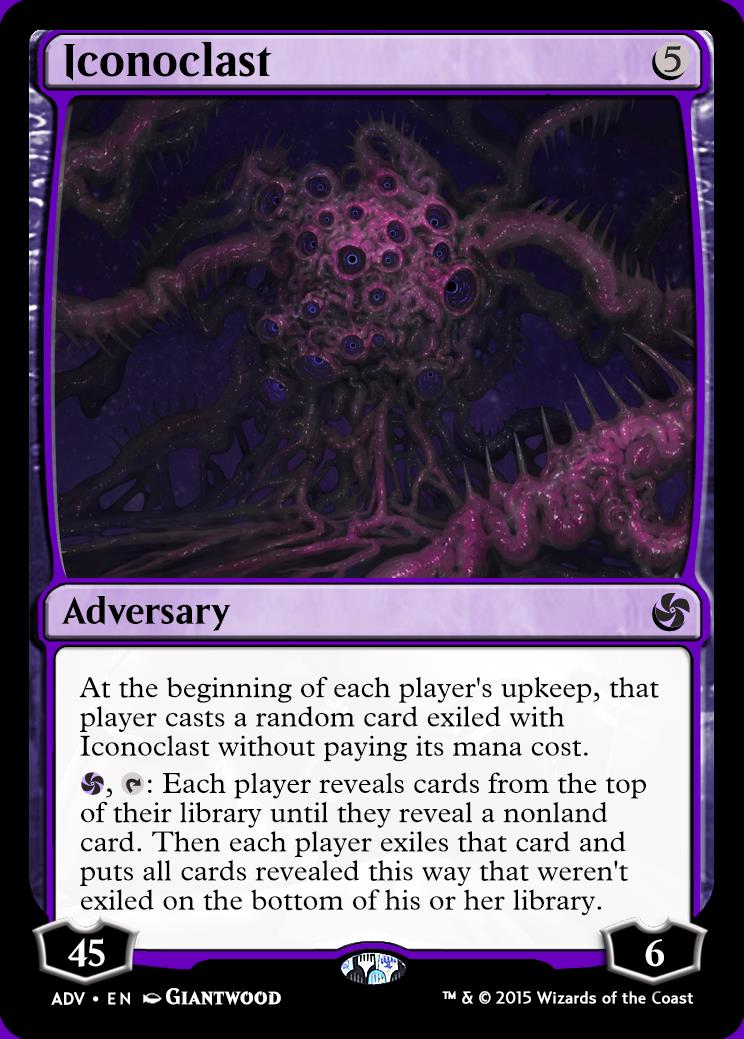 Iconoclast 5
Adversary
At the beginning of each player's upkeep, that
player casts a random card exiled with
Iconoclast without paying its mana cost.
, : Each player reveals cards from the top
of their library until they reveal a nonland
card. Then each player exiles that card and
puts all cards revealed this way that weren't
exiled on the bottom of his or her library.
45 6
ADV • EN GIANTWOOD ™ & © 2015 Wizards of the Coast